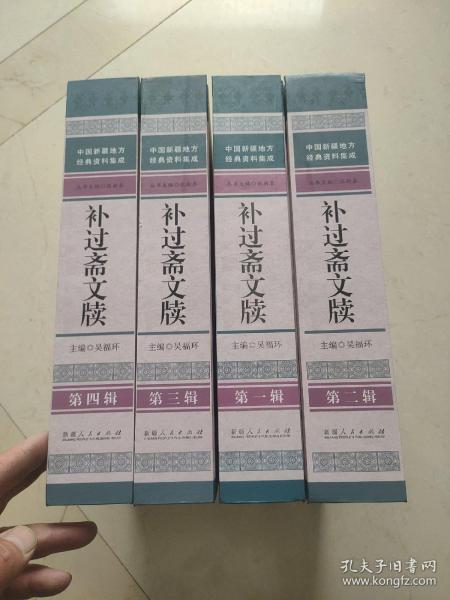 中国新疆地方
经典资料集成
补过斋文牍
主编◎吴福环
第四辑
新疆人民出版社
中国新疆地方
经典资料集成
补过斋文牍
主编◎吴福环
第三辑
新疆人民出版社
中国新疆地方
经典资料集成
补过斋文牍
主编◎吴福环
第一辑
新疆人民出版社
中国新疆地方
经典资料集成
补过斋文牍
主编◎吴福环
第二辑
新疆人民出版社
孔夫子旧书网
www.kongfz.com